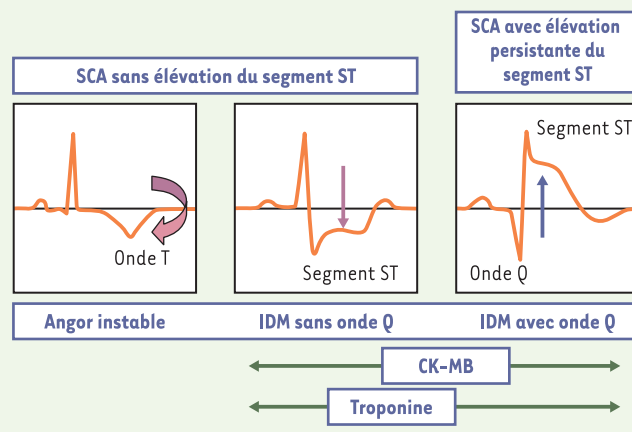 SCA sans élévation du segment ST
SCA avec élévation
persistante du
segment ST
Onde T
Segment ST
Segment ST
Onde Q
Angor instable
IDM sans onde Q
IDM avec onde Q
CK-MB
Troponine